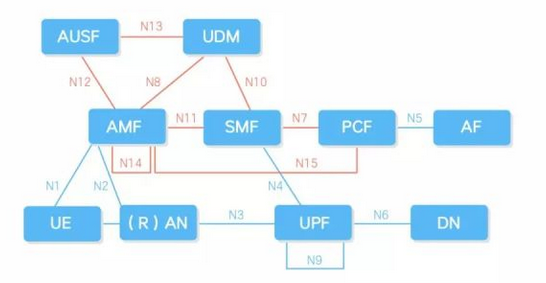 N13
AUSF
UDM
N12
N8
N10
AMF
N11
SMF
N7
PCF
N5
AF
N14
N15
N1
N2
N4
UE
(R) AN
N3
UPF
N6
DN
N9